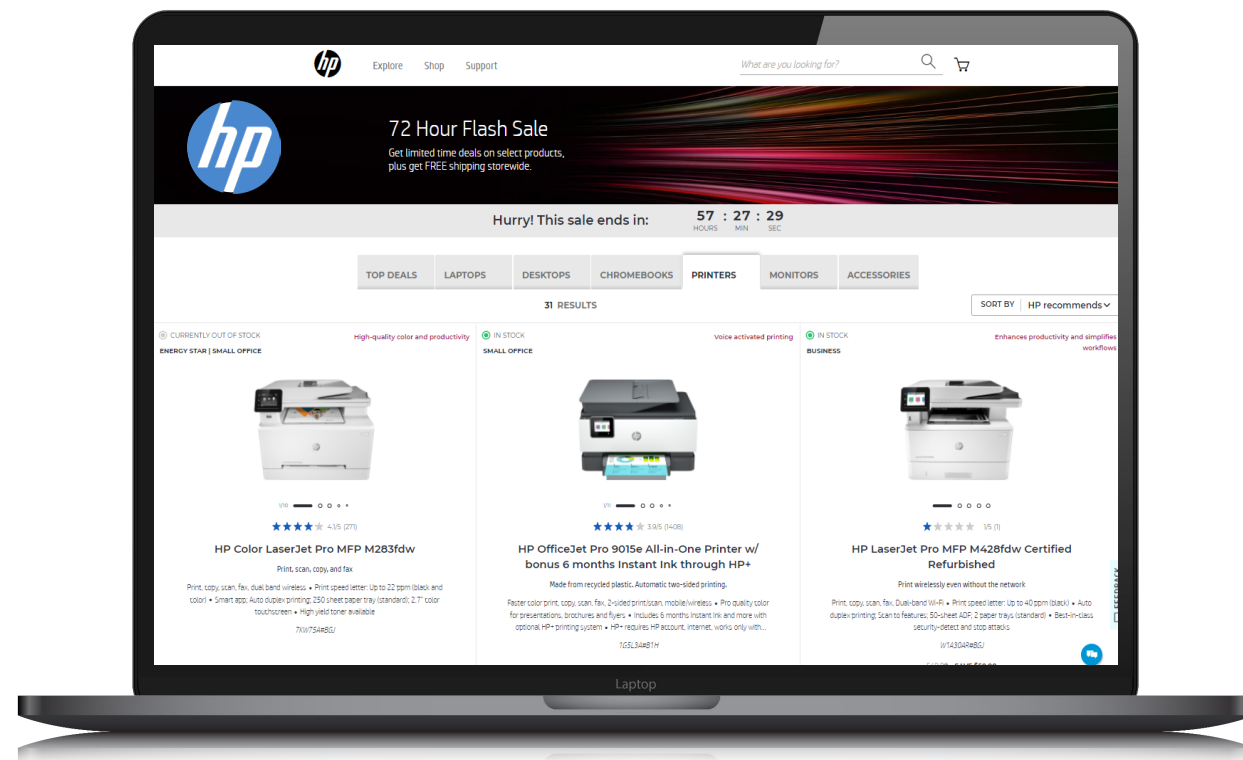 hp
Explore Shop Support
What are you looking for?
hp
72 Hour Flash Sale
Get limited time deals on select products,
plus get FREE shipping storewide.
Hurry! This sale ends in:
57 : 27 : 29
HOURS MIN SEC
TOP DEALS LAPTOPS DESKTOPS CHROMEBOOKS PRINTERS MONITORS ACCESSORIES
31 RESULTS
SORT BY HP recommends
CURRENTLY OUT OF STOCK
High-quality color and productivity
ENERGY STAR | SMALL OFFICE
4.1/5 (271)
HP Color LaserJet Pro MFP M283fdw
Print, scan, copy, and fax
Print, copy, scan, fax, dual band wireless • Print speed letter: Up to 22 ppm (black and
color) • Smart app; Auto duplex printing; 250 sheet paper tray (standard); 2.7" color
touchscreen • High yield toner available
7KW75A#BGJ
IN STOCK
Voice activated printing
SMALL OFFICE
3.9/5 (1408)
HP OfficeJet Pro 9015e All-in-One Printer w/
bonus 6 months Instant Ink through HP+
Made from recycled plastic. Automatic two-sided printing.
Faster color print, copy, scan, fax, 2-sided print/scan, mobile/wireless • Pro quality color
for presentations, brochures and flyers • Includes 6 months Instant Ink and more with
optional HP+ printing system • HP+ requires HP account, internet, works only with...
1G5L3A#B1H
IN STOCK
Enhances productivity and simplifies
workflows
BUSINESS
1/5 (1)
HP LaserJet Pro MFP M428fdw Certified
Refurbished
Print wirelessly even without the network
Print, copy, scan, fax, Dual-band Wi-Fi • Print speed letter: Up to 40 ppm (black) • Auto
duplex printing; Scan to features; 50-sheet ADF; 2 paper trays (standard) • Best-in-class
security-detect and stop attacks
W1A30AR#BGJ
FEEDBACK
Laptop